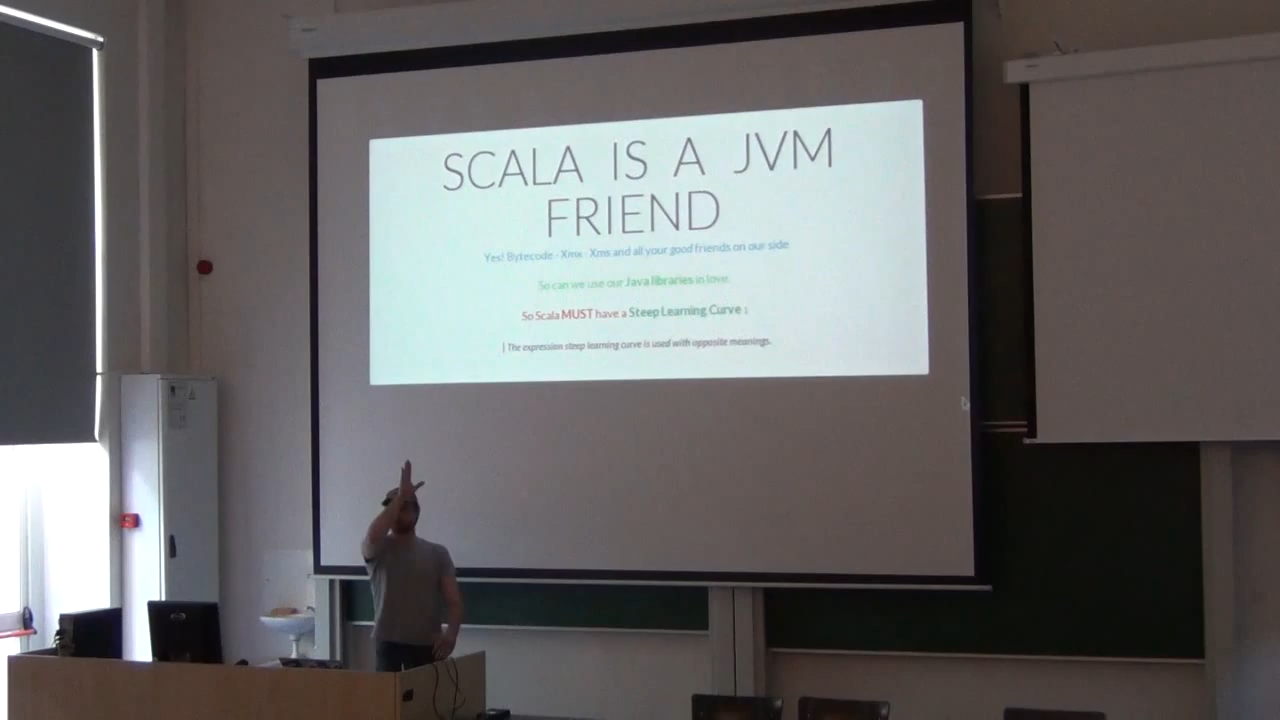 SCALA IS A JVM
FRIEND
Yes! Bytecode - Xmx - Xms and all your good friends on our side
So can we use our Java libraries in love.
So Scala MUST have a Steep Learning Curve :
The expression steep learning curve is used with opposite meanings.